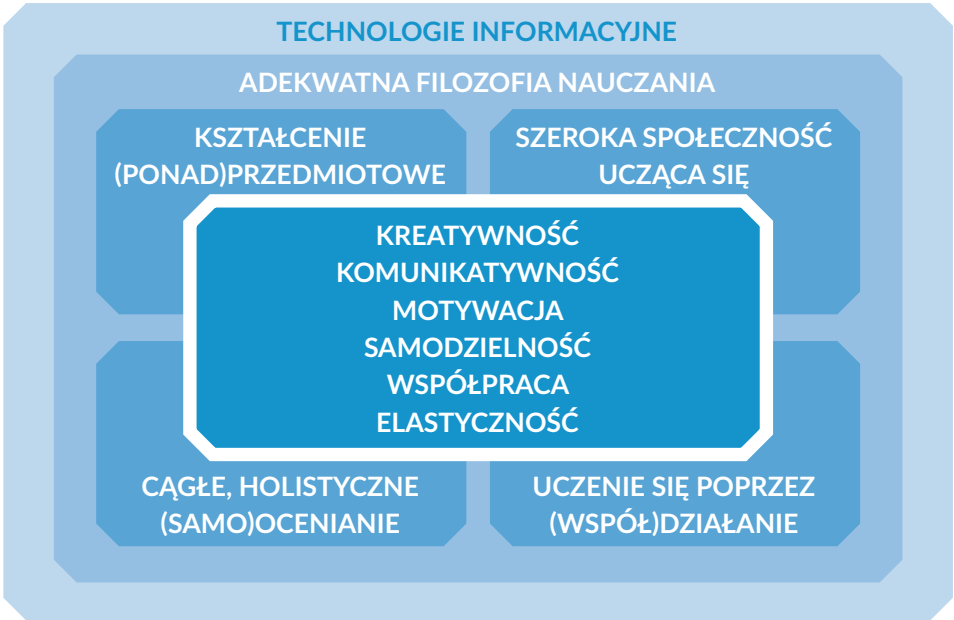 TECHNOLOGIE INFORMACYJNE
ADEKWATNA FILOZOFIA NAUCZANIA
KSZTAŁCENIE
(PONAD)PRZEDMIOTOWE
SZEROKA SPOŁECZNOŚĆ
UCZĄCA SIĘ
KREATYWNOŚĆ
KOMUNIKATYWNOŚĆ
MOTYWACJA
SAMODZIELNOŚĆ
WSPÓŁPRACA
ELASTYCZNOŚĆ
CĄGŁE, HOLISTYCZNE
(SAMO)OCENIANIE
UCZENIE SIĘ POPRZEZ
(WSPÓŁ)DZIAŁANIE